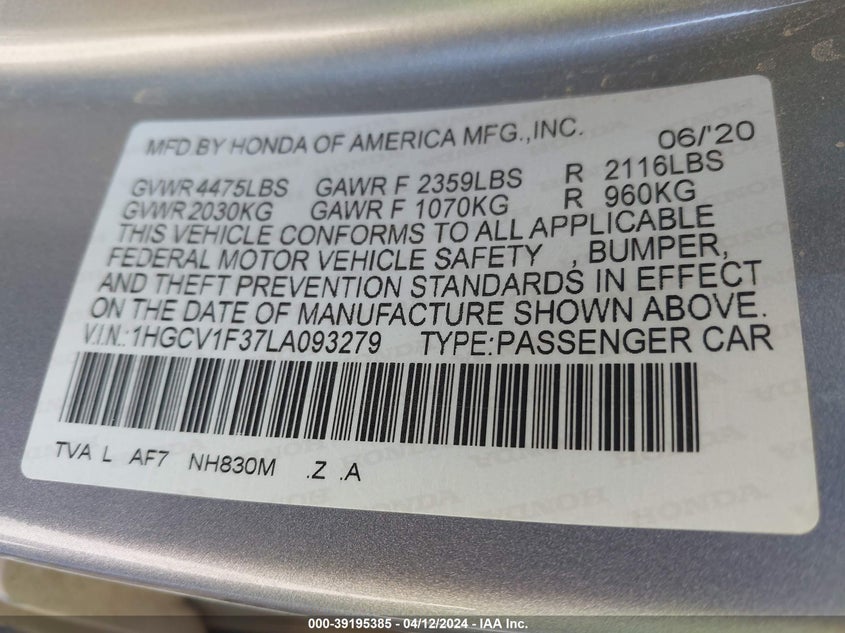 MFD.BY HONDA OF AMERICA MFG.,INC. 06/'20
GVWR 4475LBS GAWR F 2359LBS R 2116LBS
GVWR 2030KG GAWR F 1070KG R 960KG
THIS VEHICLE CONFORMS TO ALL APPLICABLE
FEDERAL MOTOR VEHICLE SAFETY , BUMPER,
AND THEFT PREVENTION STANDARDS IN EFFECT
ON THE DATE OF MANUFACTURE SHOWN ABOVE.
V.I.N.:1HGCV1F37LA093279 TYPE:PASSENGER CAR
TVA L AF7 NH830M .Z .A
000-39195385 - 04/12/2024 - IAA Inc.